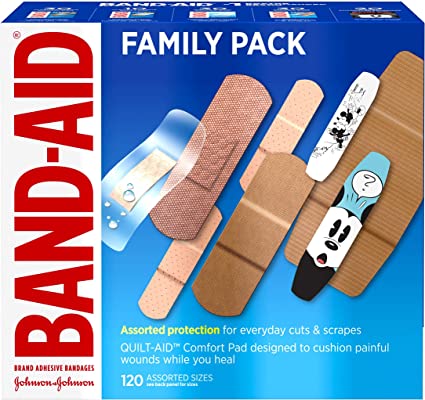 FAMILY PACK
BAND-AID®
BRAND ADHESIVE BANDAGES
Johnson & Johnson
?
Assorted protection for everyday cuts & scrapes
QUILT-AID™ Comfort Pad designed to cushion painful
wounds while you heal
120 ASSORTED SIZES
see back panel for sizes